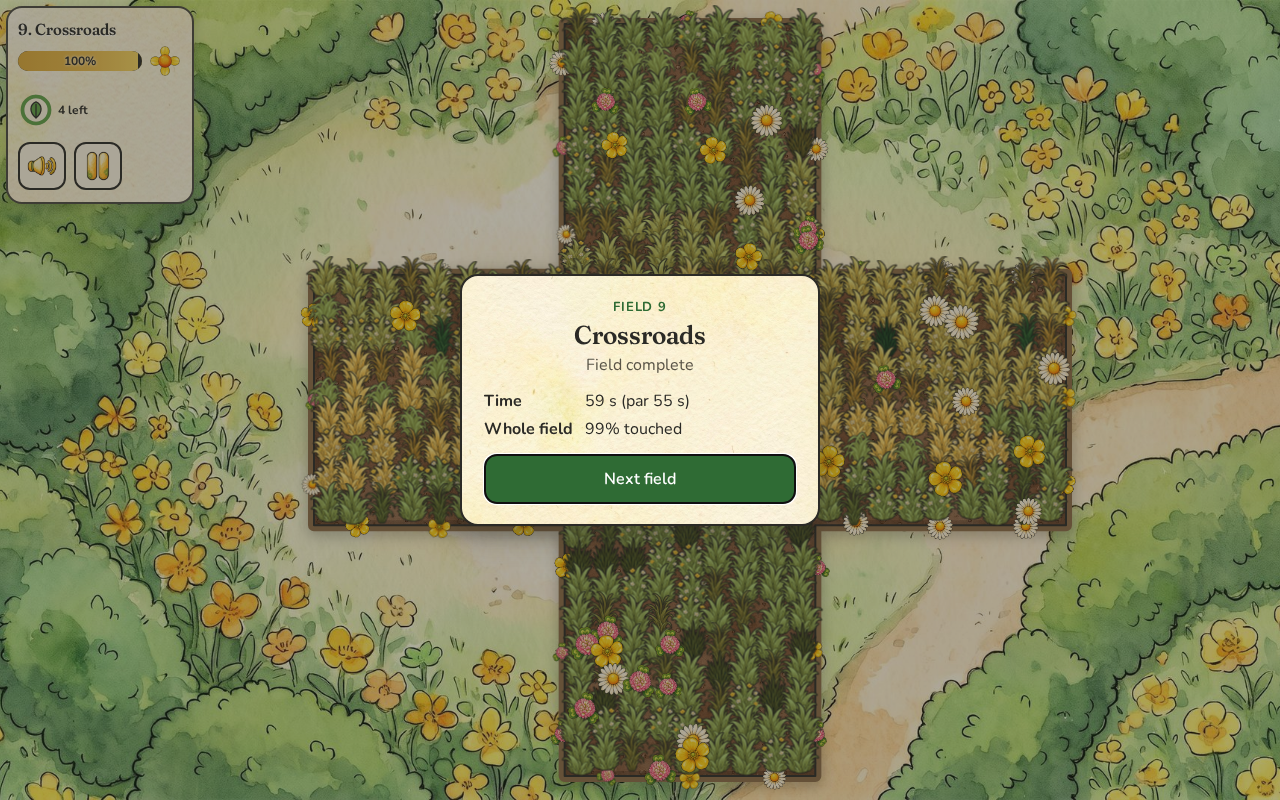 9. Crossroads
100%
4 left
FIELD 9
Crossroads
Field complete
Time 59 s (par 55 s)
Whole field 99% touched
Next field